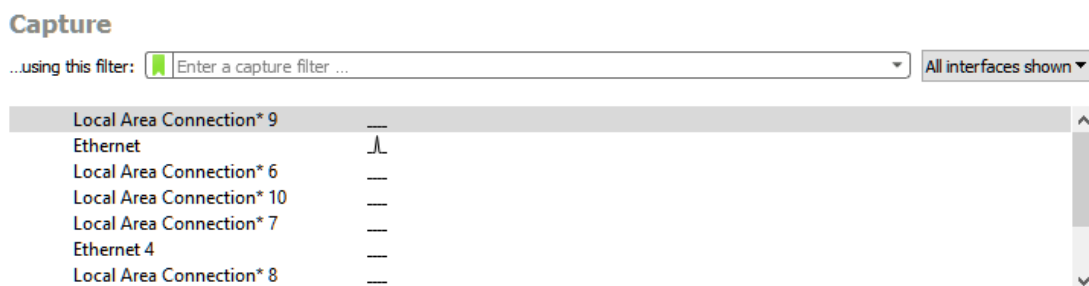 Capture
...using this filter: Enter a capture filter ... All interfaces shown
Local Area Connection* 9
Ethernet
Local Area Connection* 6
Local Area Connection* 10
Local Area Connection* 7
Ethernet 4
Local Area Connection* 8